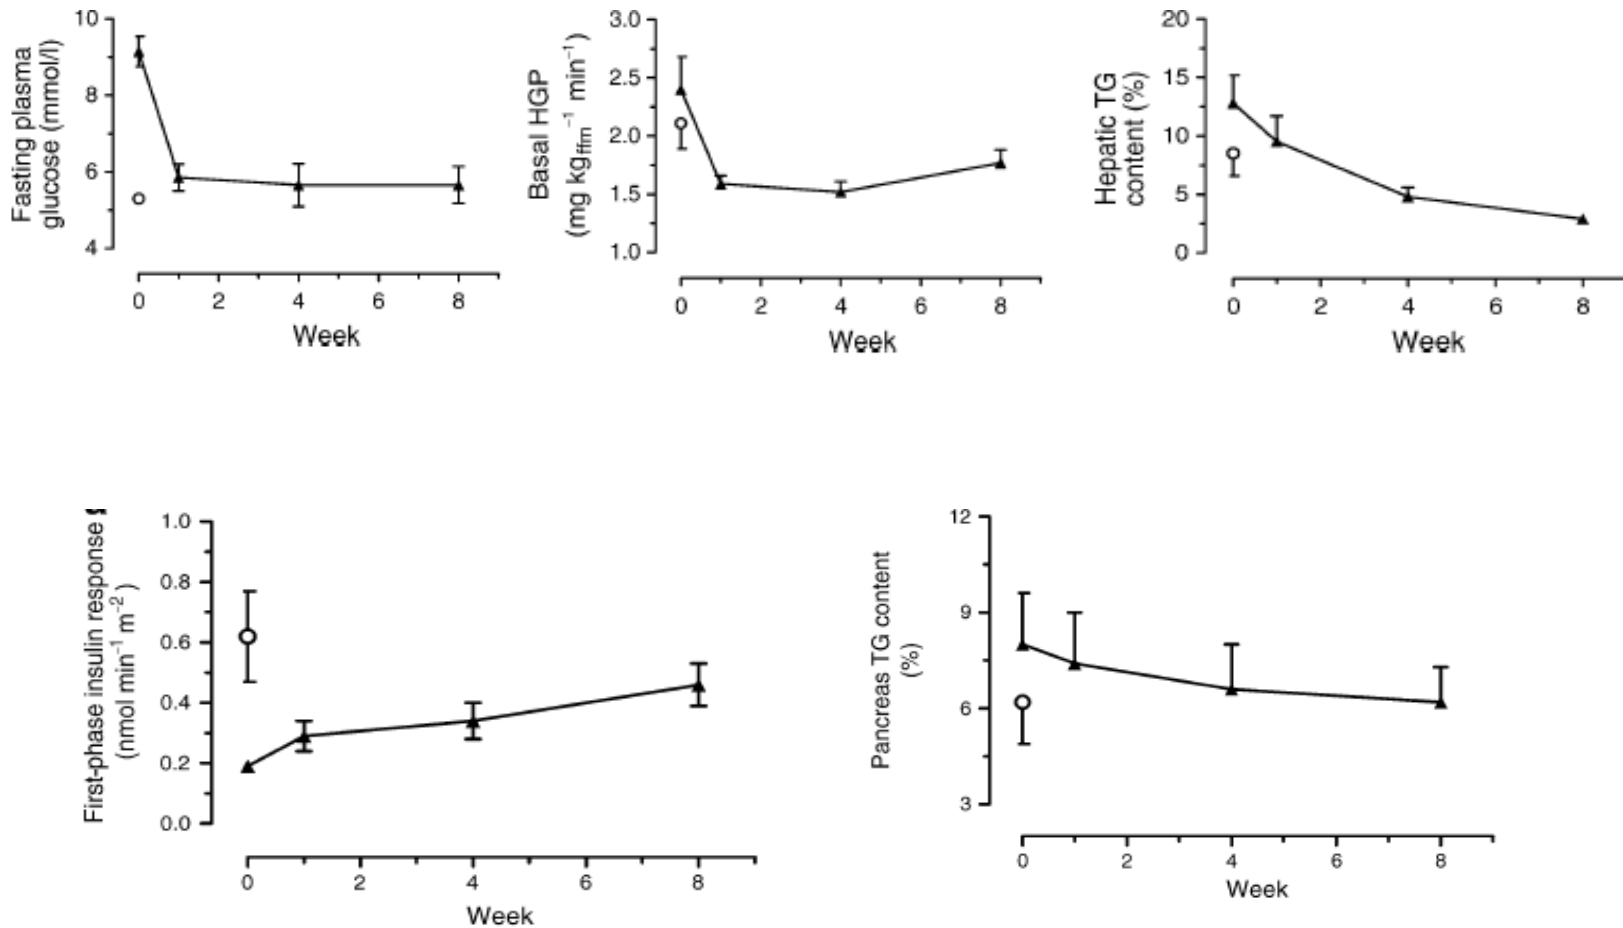 Fasting plasma
glucose (mmol/l)
10
8
6
4
0 2 4 6 8
Week
Basal HGP
(mg kgffm⁻¹ min⁻¹)
3.0
2.5
2.0
1.5
1.0
0 2 4 6 8
Week
Hepatic TG
content (%)
20
15
10
5
0
0 2 4 6 8
Week
First-phase insulin response
(nmol min⁻¹ m⁻²)
1.0
0.8
0.6
0.4
0.2
0.0
0 2 4 6 8
Week
Pancreas TG content
(%)
12
9
6
3
0 2 4 6 8
Week